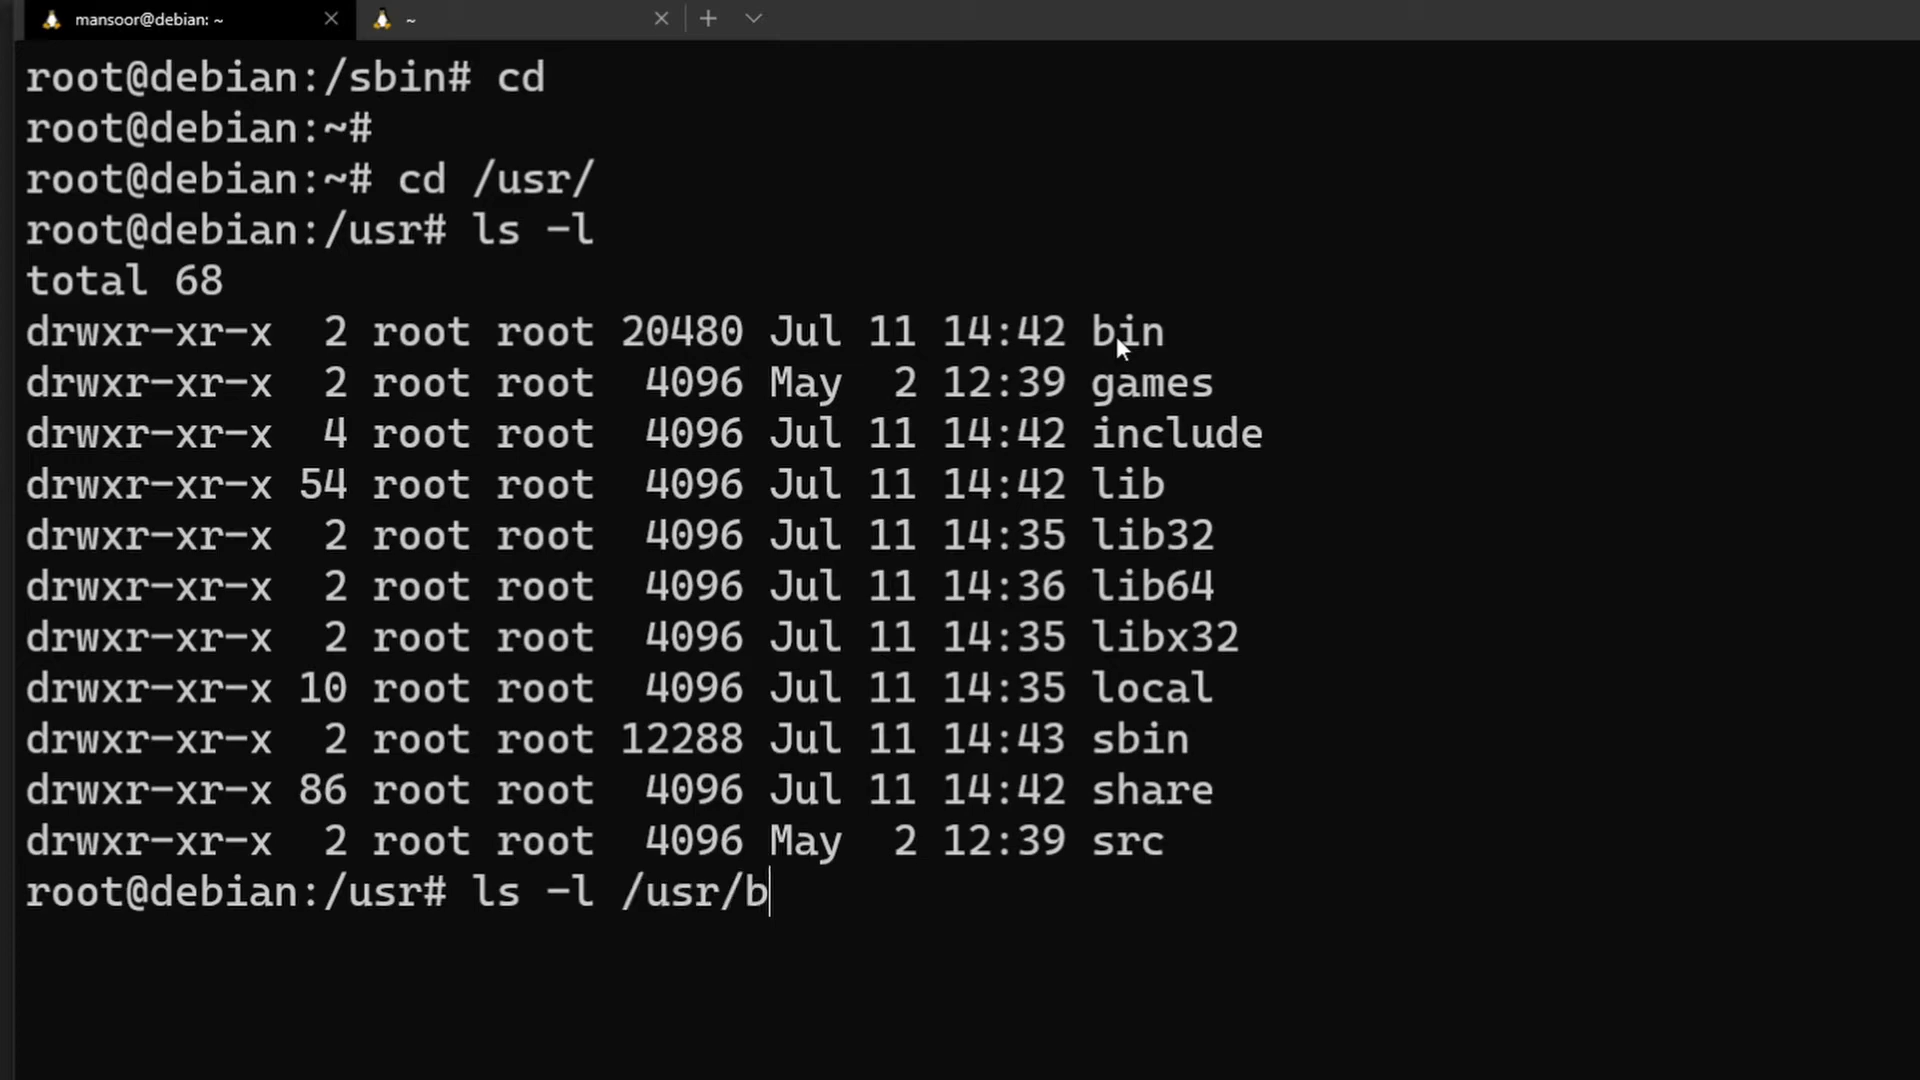 mansoor@debian: ~
~
root@debian:/sbin# cd
root@debian:~#
root@debian:~# cd /usr/
root@debian:/usr# ls -l
total 68
drwxr-xr-x  2 root root 20480 Jul 11 14:42 bin
drwxr-xr-x  2 root root  4096 May  2 12:39 games
drwxr-xr-x  4 root root  4096 Jul 11 14:42 include
drwxr-xr-x 54 root root  4096 Jul 11 14:42 lib
drwxr-xr-x  2 root root  4096 Jul 11 14:35 lib32
drwxr-xr-x  2 root root  4096 Jul 11 14:36 lib64
drwxr-xr-x  2 root root  4096 Jul 11 14:35 libx32
drwxr-xr-x 10 root root  4096 Jul 11 14:35 local
drwxr-xr-x  2 root root 12288 Jul 11 14:43 sbin
drwxr-xr-x 86 root root  4096 Jul 11 14:42 share
drwxr-xr-x  2 root root  4096 May  2 12:39 src
root@debian:/usr# ls -l /usr/b